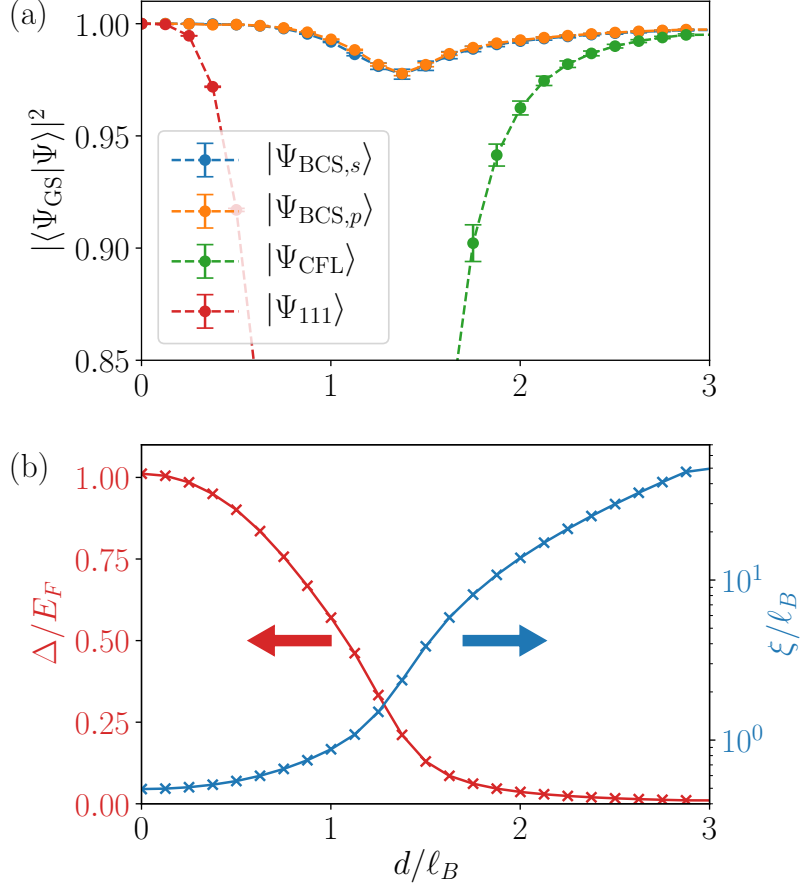 (a)
|⟨Ψ_GS|Ψ⟩|²
1.00
0.95
0.90
0.85
|Ψ_BCS,s⟩
|Ψ_BCS,p⟩
|Ψ_CFL⟩
|Ψ_111⟩
0 1 2 3
(b)
Δ/E_F
1.00
0.75
0.50
0.25
0.00
ξ/ℓ_B
10¹
10⁰
0 1 2 3
d/ℓ_B